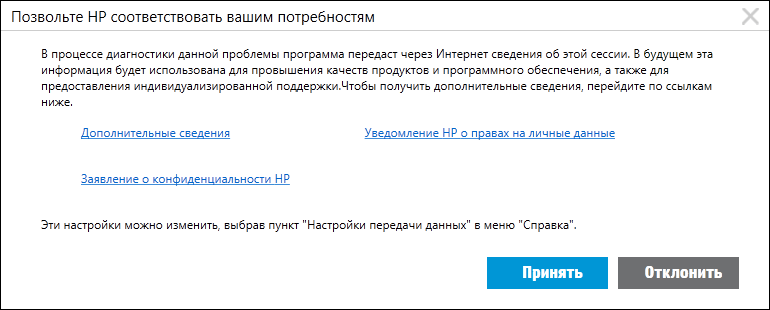 Позвольте HP соответствовать вашим потребностям
В процессе диагностики данной проблемы программа передаст через Интернет сведения об этой сессии. В будущем эта
информация будет использована для провышения качеств продуктов и программного обеспечения, а также для
предоставления индивидуализированной поддержки.Чтобы получить дополнительные сведения, перейдите по ссылкам
ниже.
Дополнительные сведения Уведомление HP о правах на личные данные
Заявление о конфиденциальности HP
Эти настройки можно изменить, выбрав пункт "Настройки передачи данных" в меню "Справка".
Принять Отклонить